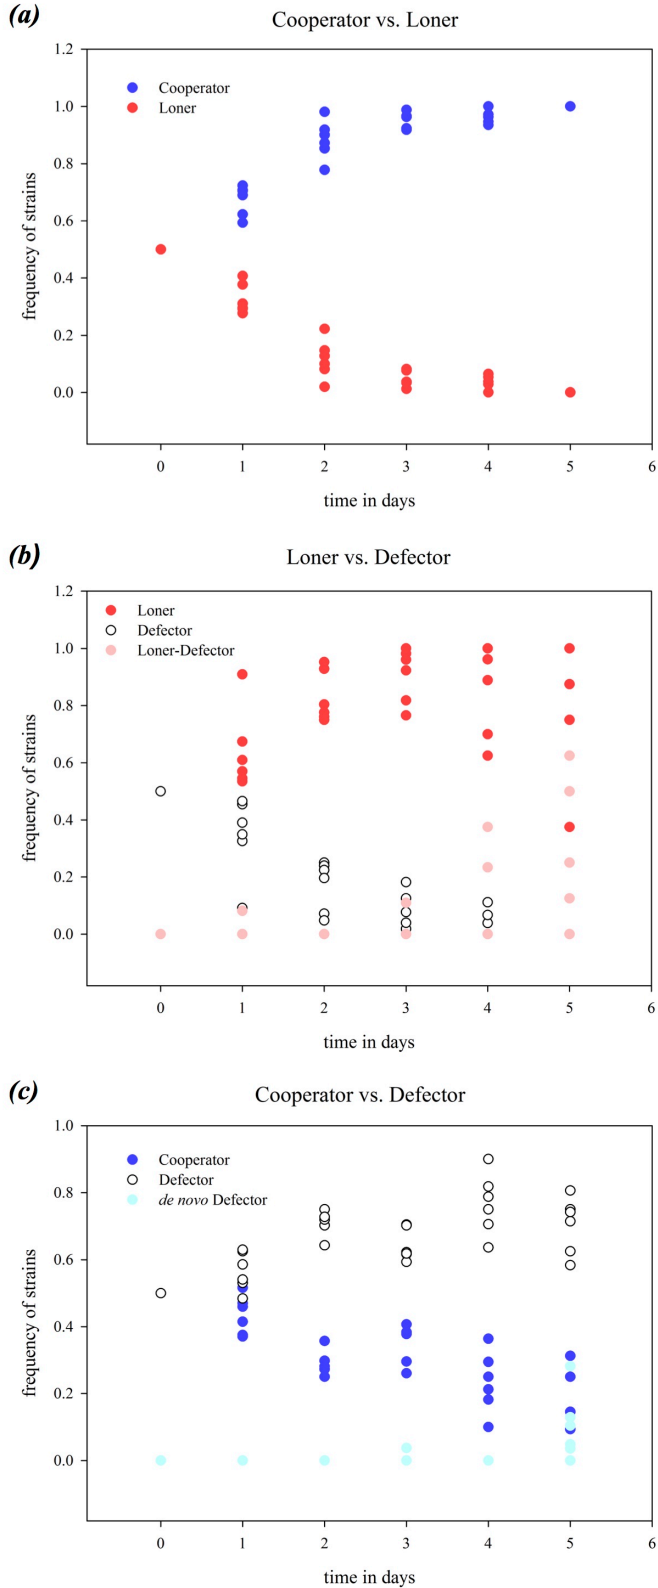 (a)
Cooperator vs. Loner
1.2
Cooperator
1.0
Loner
0.8
0.6
frequency of strains
0.4
0.2
0.0
0 1 2 3 4 5 6
time in days
(b)
Loner vs. Defector
1.2
Loner
Defector
1.0
Loner-Defector
0.8
0.6
frequency of strains
0.4
0.2
0.0
0 1 2 3 4 5 6
time in days
(c)
Cooperator vs. Defector
1.0
Cooperator
Defector
0.8
de novo Defector
0.6
frequency of strains
0.4
0.2
0.0
0 1 2 3 4 5 6
time in days